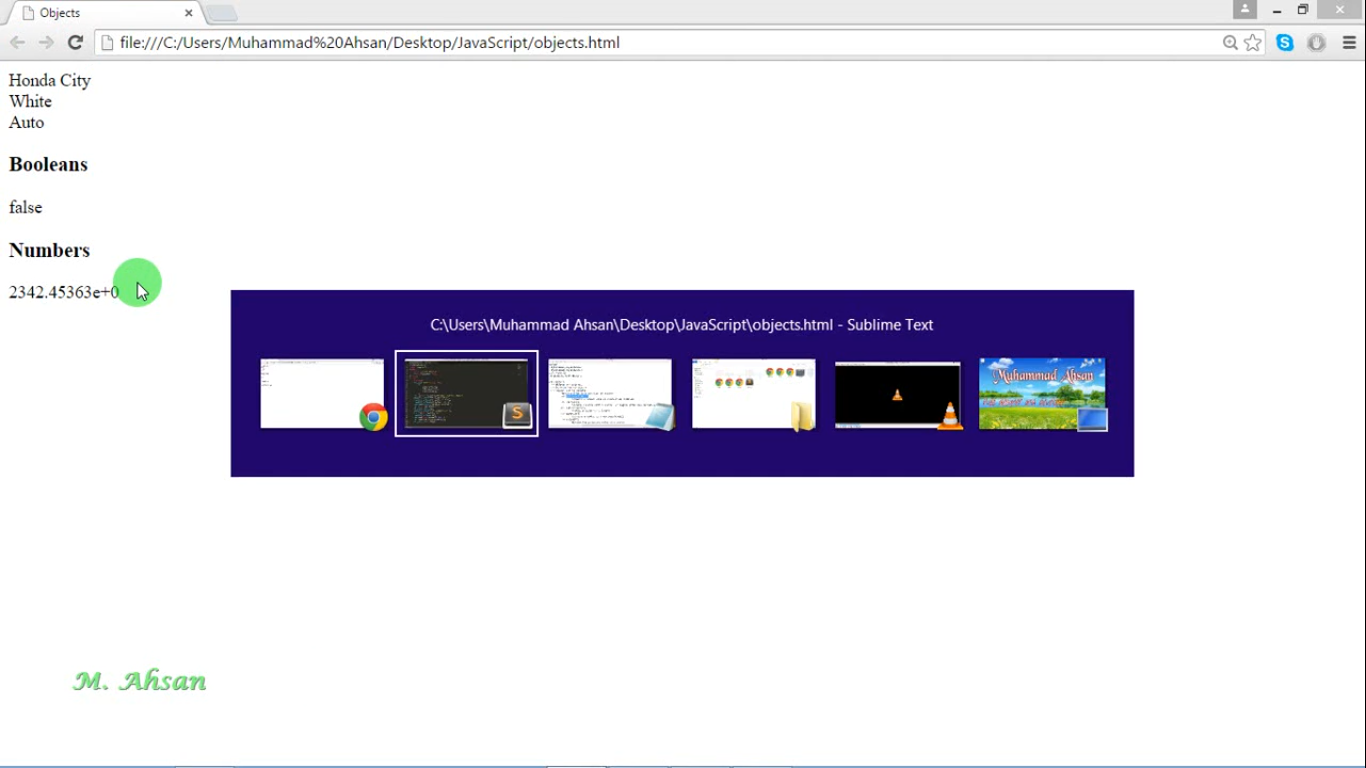 Objects
file:///C:/Users/Muhammad%20Ahsan/Desktop/JavaScript/objects.html
Honda City
White
Auto
Booleans
false
Numbers
2342.45363e+0
C:\Users\Muhammad Ahsan\Desktop\JavaScript\objects.html - Sublime Text
Muhammad Ahsan
M. Ahsan